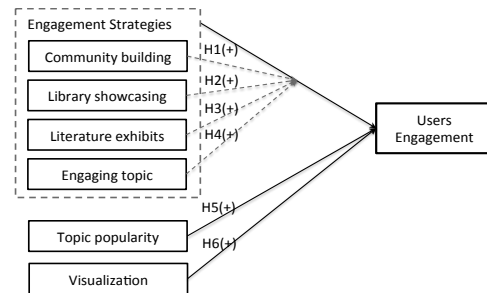 Engagement Strategies
H1(+)
Community building
H2(+)
Library showcasing
H3(+)
Literature exhibits
H4(+)
Engaging topic
Users
Engagement
H5(+)
Topic popularity
H6(+)
Visualization